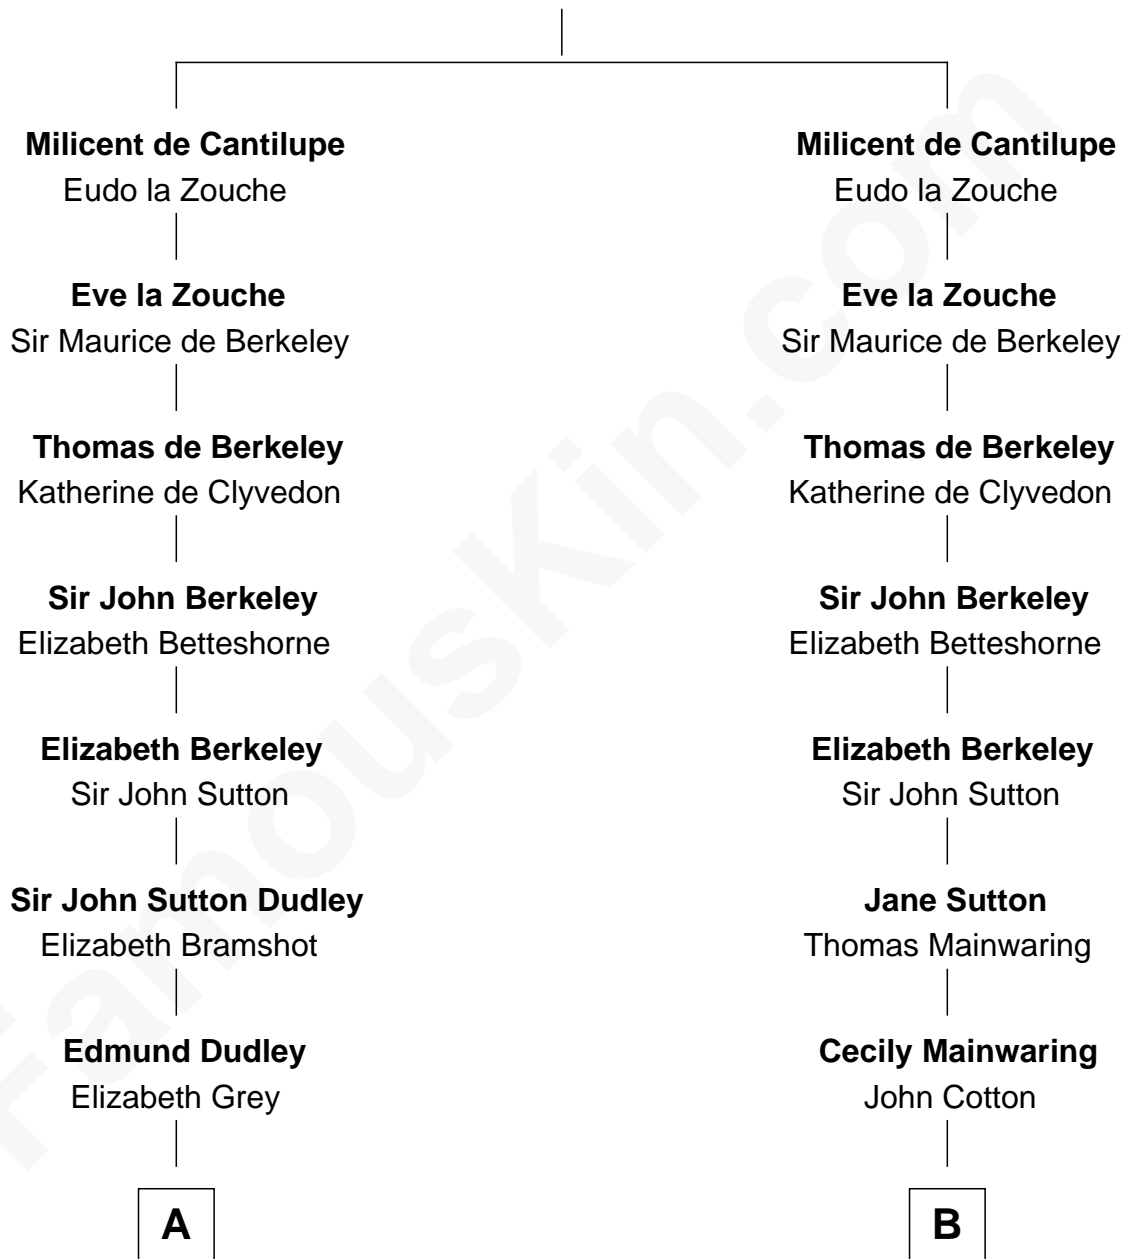 Milicent de Cantilupe
Eudo la Zouche
Eve la Zouche
Sir Maurice de Berkeley
Thomas de Berkeley
Katherine de Clyvedon
Sir John Berkeley
Elizabeth Betteshorne
Elizabeth Berkeley
Sir John Sutton
Sir John Sutton Dudley
Elizabeth Bramshot
Edmund Dudley
Elizabeth Grey
A
Milicent de Cantilupe
Eudo la Zouche
Eve la Zouche
Sir Maurice de Berkeley
Thomas de Berkeley
Katherine de Clyvedon
Sir John Berkeley
Elizabeth Betteshorne
Elizabeth Berkeley
Sir John Sutton
Jane Sutton
Thomas Mainwaring
Cecily Mainwaring
John Cotton
B
FamousKin.com